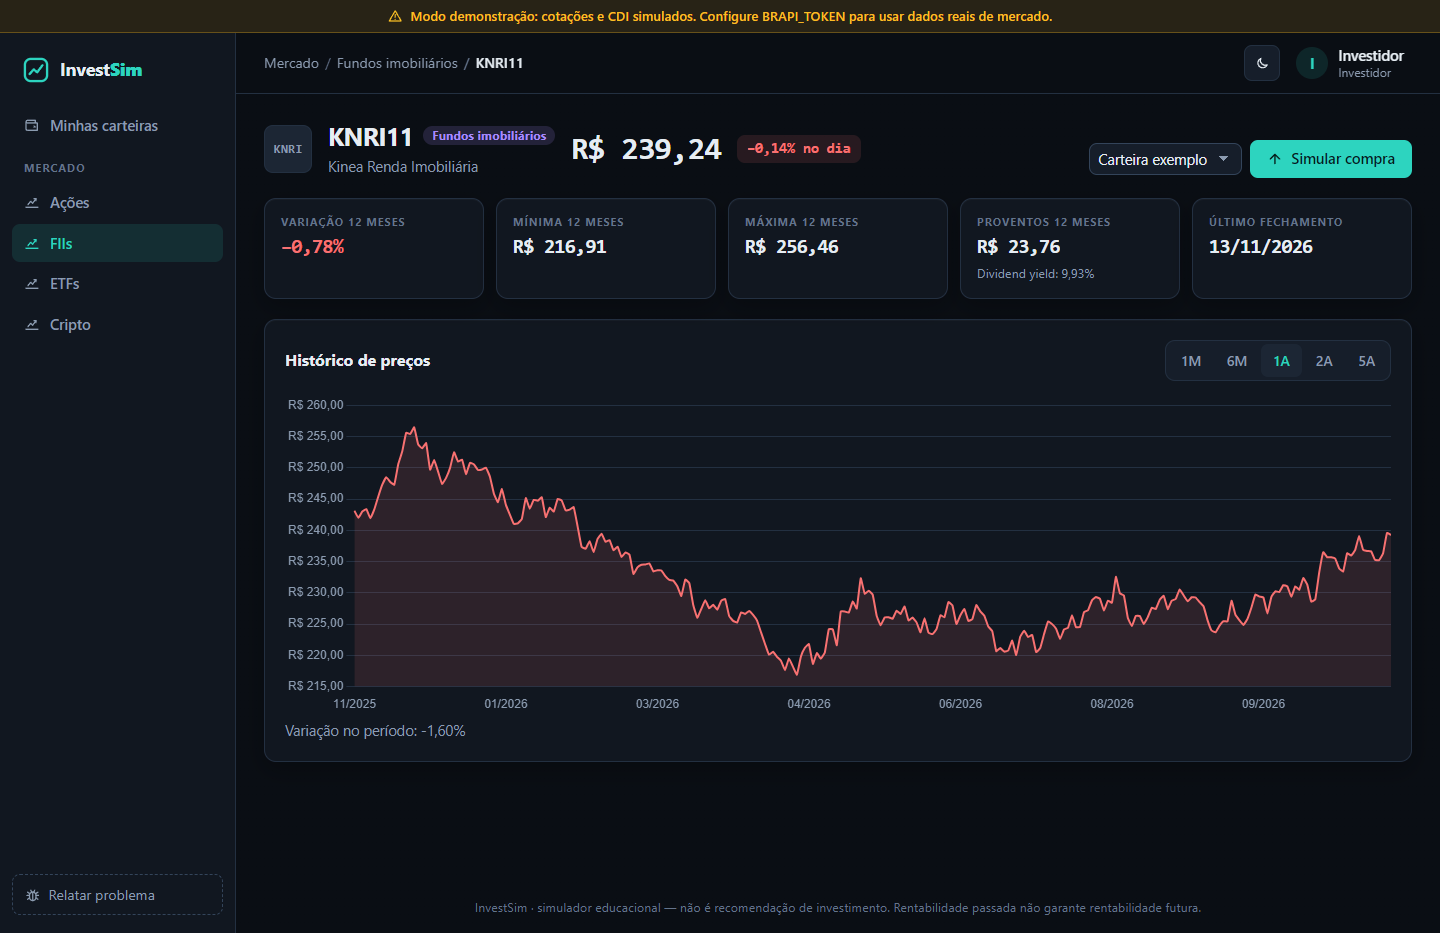 Modo demonstração: cotações e CDI simulados. Configure BRAPI_TOKEN para usar dados reais de mercado.
InvestSim
Minhas carteiras
MERCADO
Ações
FIIs
ETFs
Cripto
Relatar problema
Mercado / Fundos imobiliários / KNRI11
I
Investidor
Investidor
KNRI
KNRI11
Fundos imobiliários
Kinea Renda Imobiliária
R$ 239,24
-0,14% no dia
Carteira exemplo
Simular compra
VARIAÇÃO 12 MESES
-0,78%
MÍNIMA 12 MESES
R$ 216,91
MÁXIMA 12 MESES
R$ 256,46
PROVENTOS 12 MESES
R$ 23,76
Dividend yield: 9,93%
ÚLTIMO FECHAMENTO
13/11/2026
Histórico de preços
1M 6M 1A 2A 5A
R$ 260,00
R$ 255,00
R$ 250,00
R$ 245,00
R$ 240,00
R$ 235,00
R$ 230,00
R$ 225,00
R$ 220,00
R$ 215,00
11/2025 01/2026 03/2026 04/2026 06/2026 08/2026 09/2026
Variação no período: -1,60%
InvestSim · simulador educacional — não é recomendação de investimento. Rentabilidade passada não garante rentabilidade futura.